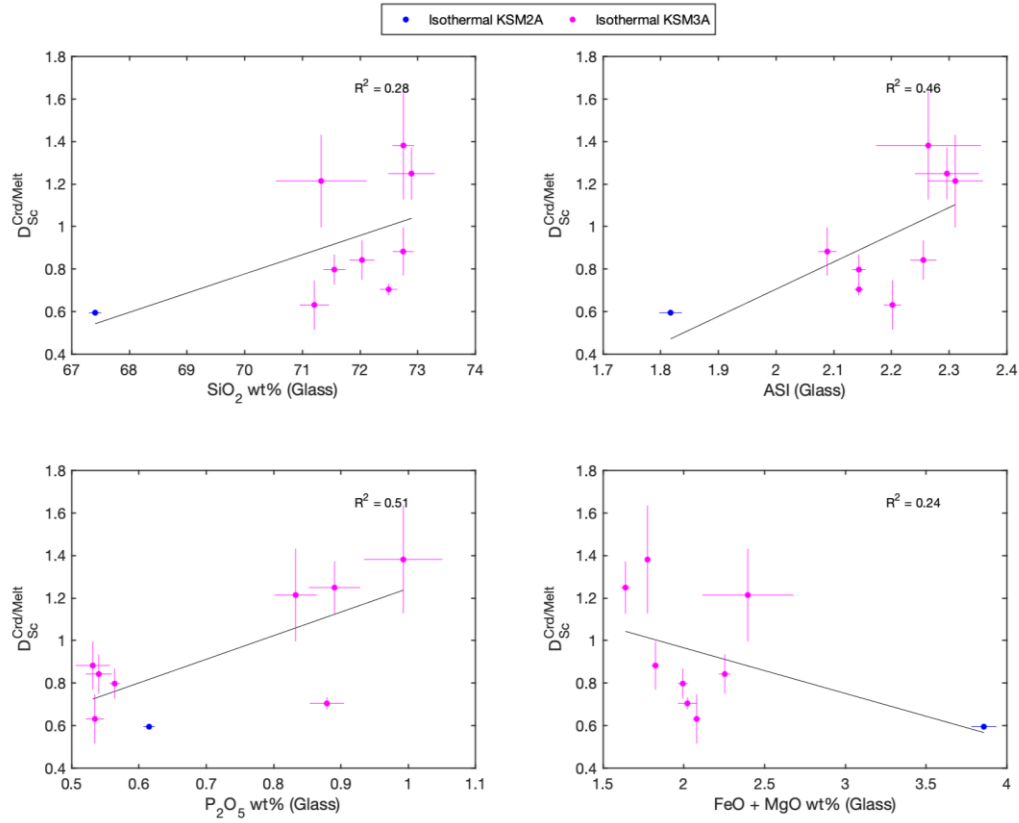 Isothermal KSM2A Isothermal KSM3A
R² = 0.28
1.8
1.6
1.4
1.2
1
0.8
0.6
0.4
D_Sc^Crd/Melt
67 68 69 70 71 72 73 74
SiO₂ wt% (Glass)
R² = 0.46
1.8
1.6
1.4
1.2
1
0.8
0.6
0.4
D_Sc^Crd/Melt
1.7 1.8 1.9 2 2.1 2.2 2.3 2.4
ASI (Glass)
R² = 0.51
1.8
1.6
1.4
1.2
1
0.8
0.6
0.4
D_Sc^Crd/Melt
0.5 0.6 0.7 0.8 0.9 1 1.1
P₂O₅ wt% (Glass)
R² = 0.24
1.8
1.6
1.4
1.2
1
0.8
0.6
0.4
D_Sc^Crd/Melt
2 2.5 3 3.5 4
FeO + MgO wt% (Glass)